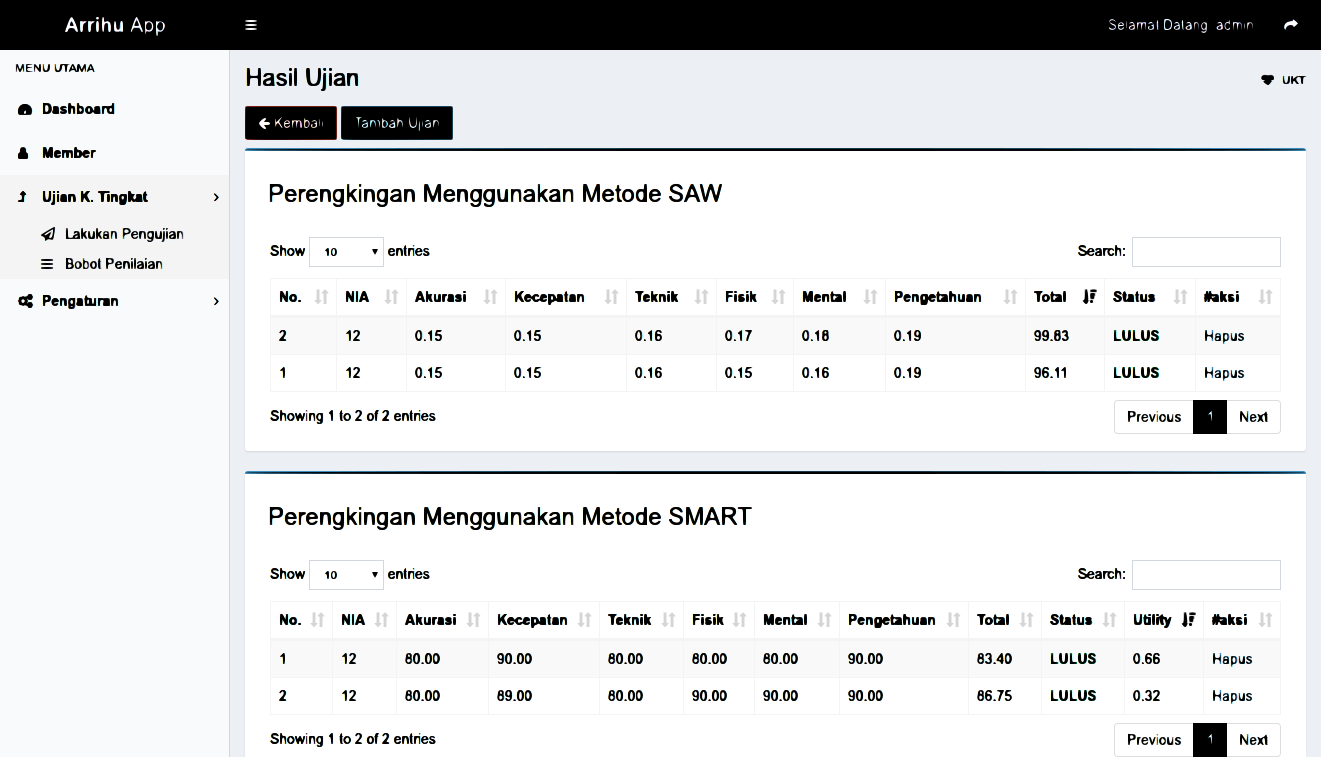 Arrihu App
Selamat Datang admin
MENU UTAMA
Dashboard
Member
Ujian K. Tingkat
Lakukan Pengujian
Bobot Penilaian
Pengaturan
Hasil Ujian
UKT
Kembali Tambah Ujian
Perengkingan Menggunakan Metode SAW
Show 10 entries Search:
No. NIA Akurasi Kecepatan Teknik Fisik Mental Pengetahuan Total Status #aksi
2 12 0.15 0.15 0.16 0.17 0.18 0.19 99.83 LULUS Hapus
1 12 0.15 0.15 0.16 0.15 0.16 0.19 96.11 LULUS Hapus
Showing 1 to 2 of 2 entries Previous 1 Next
Perengkingan Menggunakan Metode SMART
Show 10 entries Search:
No. NIA Akurasi Kecepatan Teknik Fisik Mental Pengetahuan Total Status Utility #aksi
1 12 80.00 90.00 80.00 80.00 80.00 90.00 83.40 LULUS 0.66 Hapus
2 12 80.00 89.00 80.00 90.00 90.00 90.00 86.75 LULUS 0.32 Hapus
Showing 1 to 2 of 2 entries Previous 1 Next